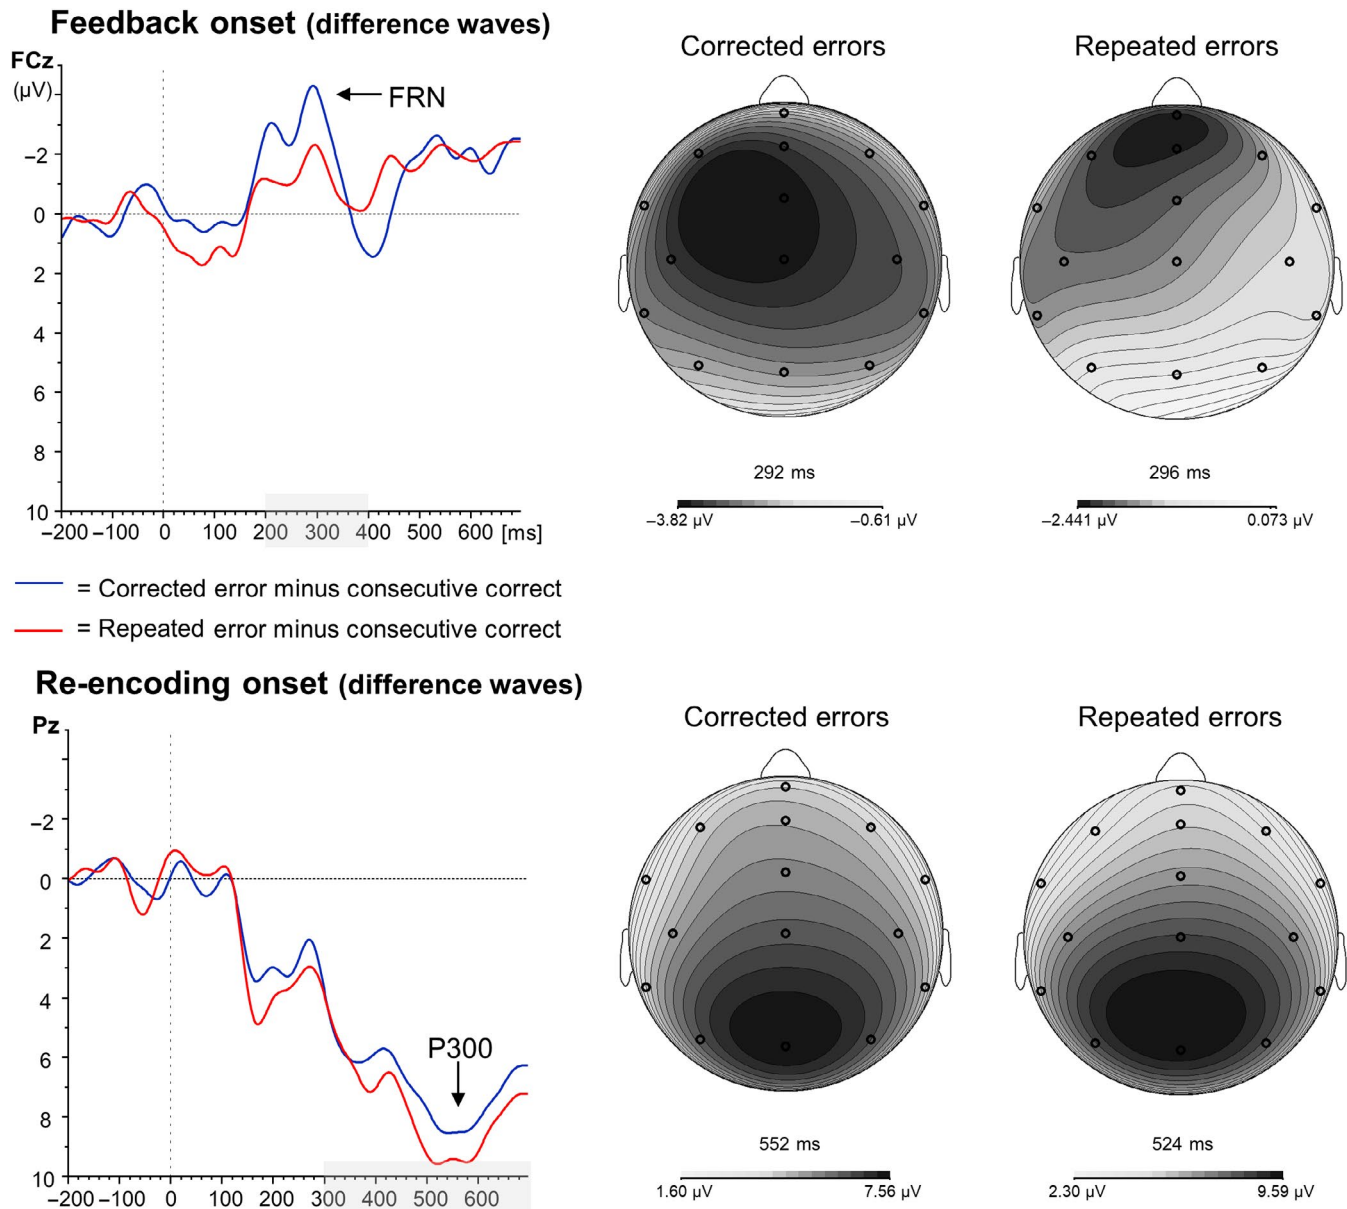 Feedback onset (difference waves)
FCz
(µV)
−2
0
2
4
6
8
10
−200 −100 0 100 200 300 400 500 600 [ms]
FRN
Corrected errors
Repeated errors
292 ms
−3.82 µV −0.61 µV
296 ms
−2.441 µV 0.073 µV
= Corrected error minus consecutive correct
= Repeated error minus consecutive correct
Re-encoding onset (difference waves)
Pz
−2
0
2
4
6
8
10
−200 −100 0 100 200 300 400 500 600
P300
Corrected errors
Repeated errors
552 ms
1.60 µV 7.56 µV
524 ms
2.30 µV 9.59 µV